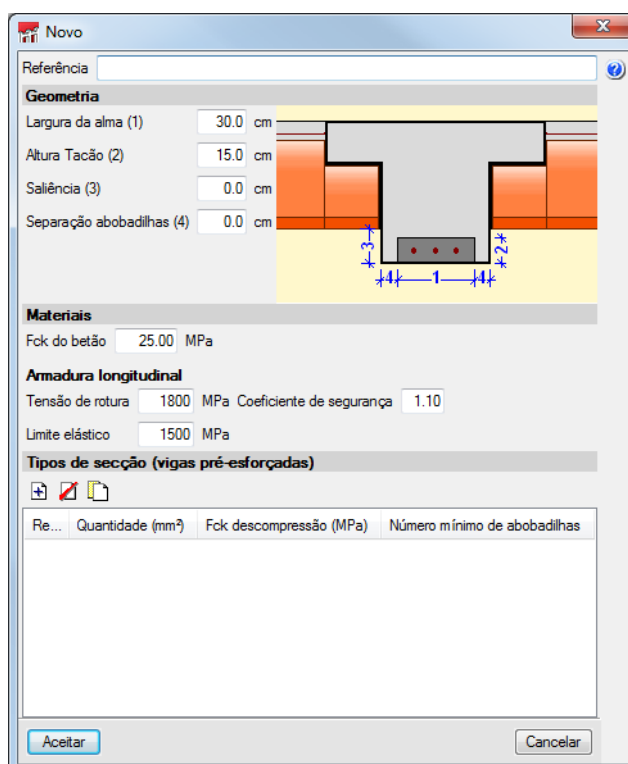 Novo
Referência
Geometria
Largura da alma (1) 30.0 cm
Altura Tacão (2) 15.0 cm
Saliência (3) 0.0 cm
Separação abobadilhas (4) 0.0 cm
3 2
4 1 4
Materiais
Fck do betão 25.00 MPa
Armadura longitudinal
Tensão de rotura 1800 MPa Coeficiente de segurança 1.10
Limite elástico 1500 MPa
Tipos de secção (vigas pré-esforçadas)
Re... Quantidade (mm²) Fck descompressão (MPa) Número mínimo de abobadilhas
Aceitar Cancelar